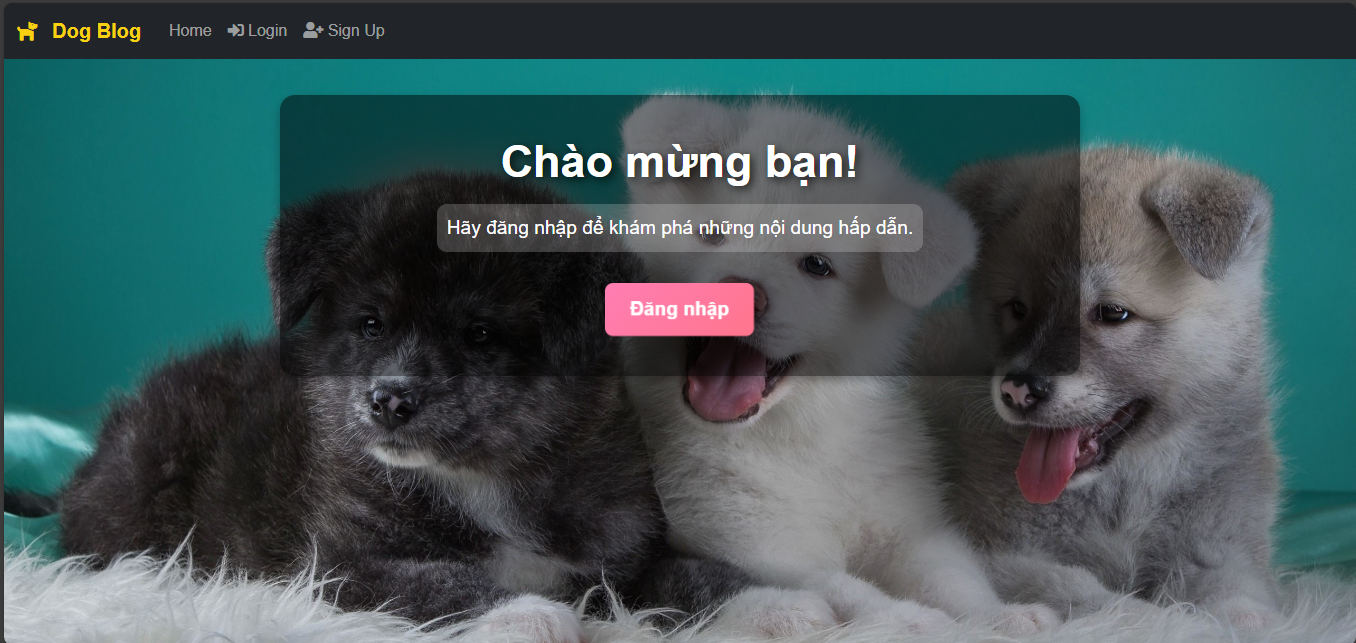 Dog Blog Home Login Sign Up
Chào mừng bạn!
Hãy đăng nhập để khám phá những nội dung hấp dẫn.
Đăng nhập